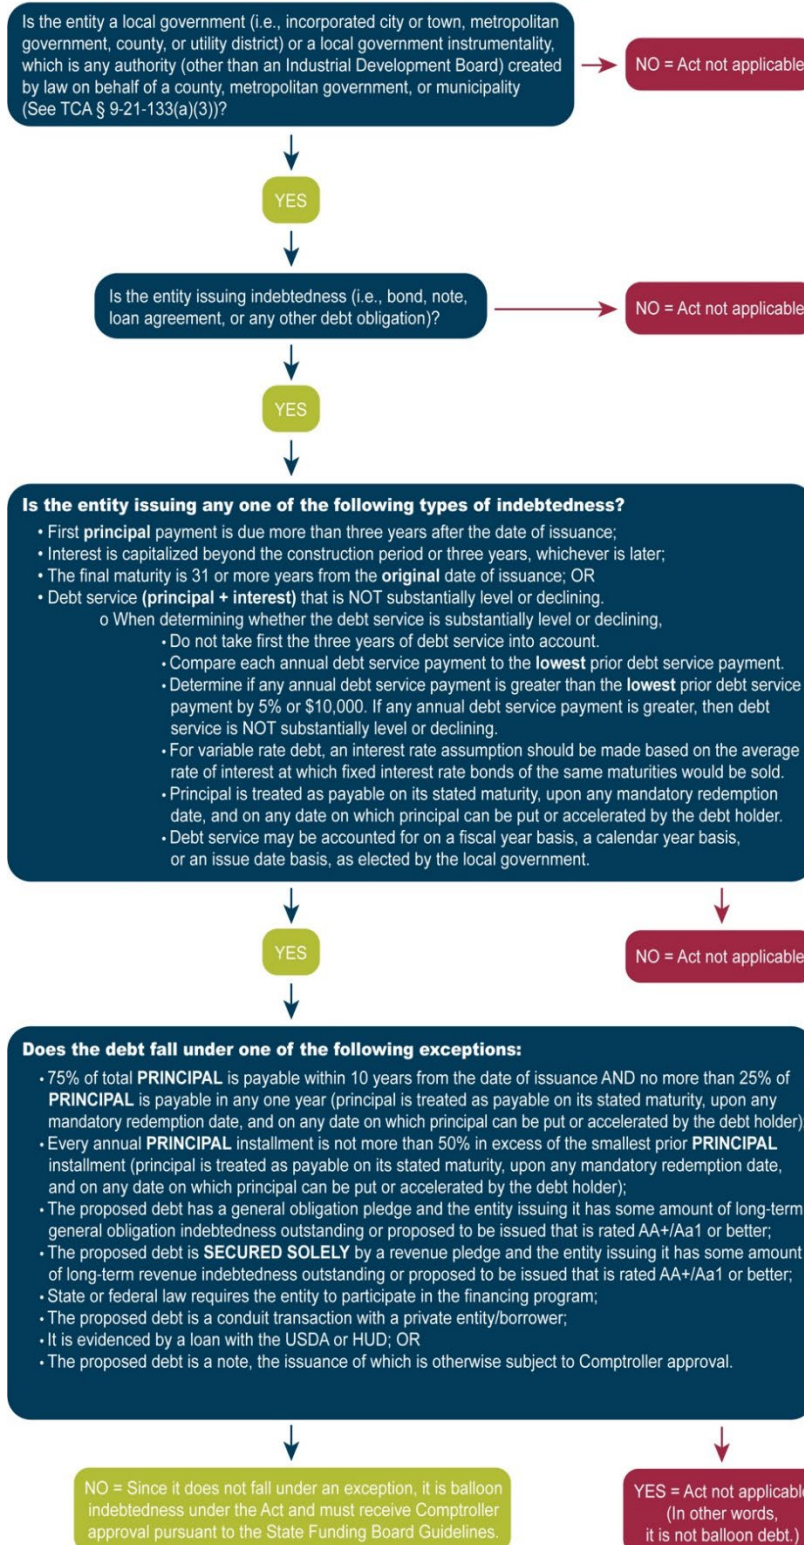 Is the entity a local government (i.e., incorporated city or town, metropolitan
government, county, or utility district) or a local government instrumentality,
which is any authority (other than an Industrial Development Board) created
by law on behalf of a county, metropolitan government, or municipality
(See TCA § 9-21-133(a)(3))?
NO = Act not applicable
YES
Is the entity issuing indebtedness (i.e., bond, note,
loan agreement, or any other debt obligation)?
NO = Act not applicable
YES
Is the entity issuing any one of the following types of indebtedness?
• First principal payment is due more than three years after the date of issuance;
• Interest is capitalized beyond the construction period or three years, whichever is later;
• The final maturity is 31 or more years from the original date of issuance; OR
• Debt service (principal + interest) that is NOT substantially level or declining.
o When determining whether the debt service is substantially level or declining,
• Do not take first the three years of debt service into account.
• Compare each annual debt service payment to the lowest prior debt service payment.
• Determine if any annual debt service payment is greater than the lowest prior debt service
payment by 5% or $10,000. If any annual debt service payment is greater, then debt
service is NOT substantially level or declining.
• For variable rate debt, an interest rate assumption should be made based on the average
rate of interest at which fixed interest rate bonds of the same maturities would be sold.
• Principal is treated as payable on its stated maturity, upon any mandatory redemption
date, and on any date on which principal can be put or accelerated by the debt holder.
• Debt service may be accounted for on a fiscal year basis, a calendar year basis,
or an issue date basis, as elected by the local government.
YES
NO = Act not applicable
Does the debt fall under one of the following exceptions:
• 75% of total PRINCIPAL is payable within 10 years from the date of issuance AND no more than 25% of
PRINCIPAL is payable in any one year (principal is treated as payable on its stated maturity, upon any
mandatory redemption date, and on any date on which principal can be put or accelerated by the debt holder);
• Every annual PRINCIPAL installment is not more than 50% in excess of the smallest prior PRINCIPAL
installment (principal is treated as payable on its stated maturity, upon any mandatory redemption date,
and on any date on which principal can be put or accelerated by the debt holder);
• The proposed debt has a general obligation pledge and the entity issuing it has some amount of long-term
general obligation indebtedness outstanding or proposed to be issued that is rated AA+/Aa1 or better;
• The proposed debt is SECURED SOLELY by a revenue pledge and the entity issuing it has some amount
of long-term revenue indebtedness outstanding or proposed to be issued that is rated AA+/Aa1 or better;
• State or federal law requires the entity to participate in the financing program;
• The proposed debt is a conduit transaction with a private entity/borrower;
• It is evidenced by a loan with the USDA or HUD; OR
• The proposed debt is a note, the issuance of which is otherwise subject to Comptroller approval.
NO = Since it does not fall under an exception, it is balloon
indebtedness under the Act and must receive Comptroller
approval pursuant to the State Funding Board Guidelines.
YES = Act not applicable
(In other words,
it is not balloon debt.)